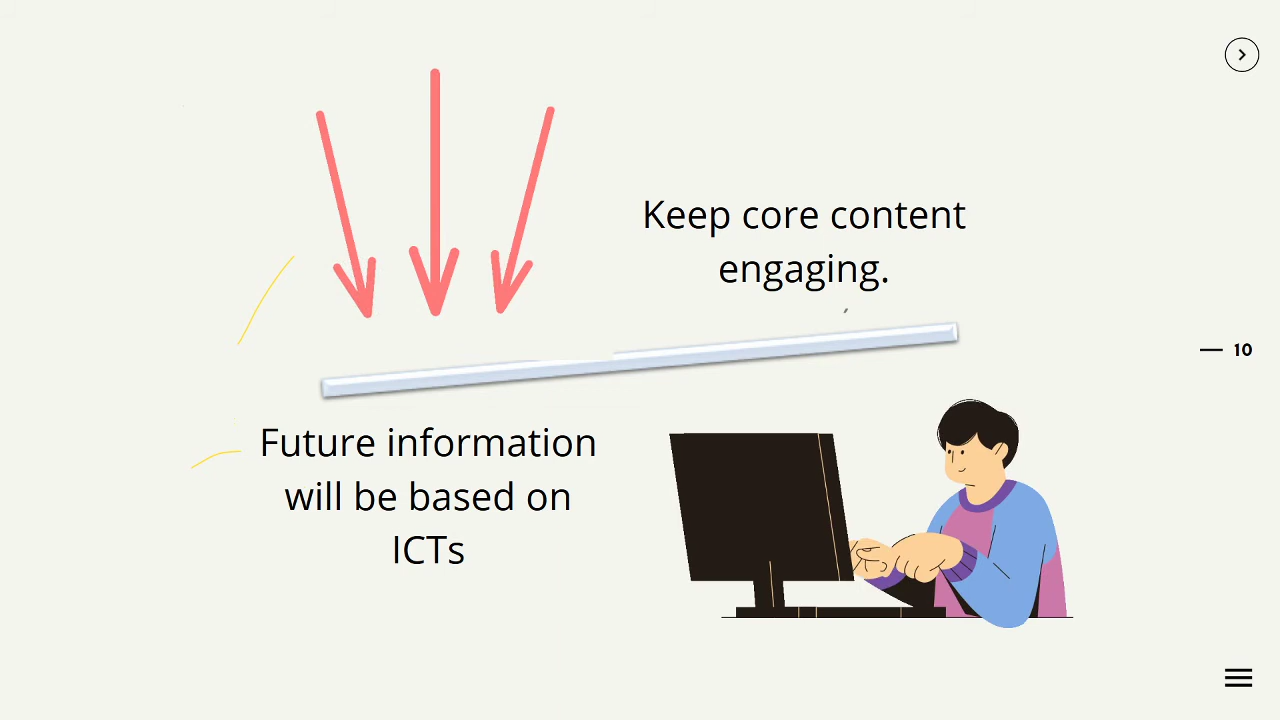 Keep core content
engaging.
10
Future information
will be based on
ICTs